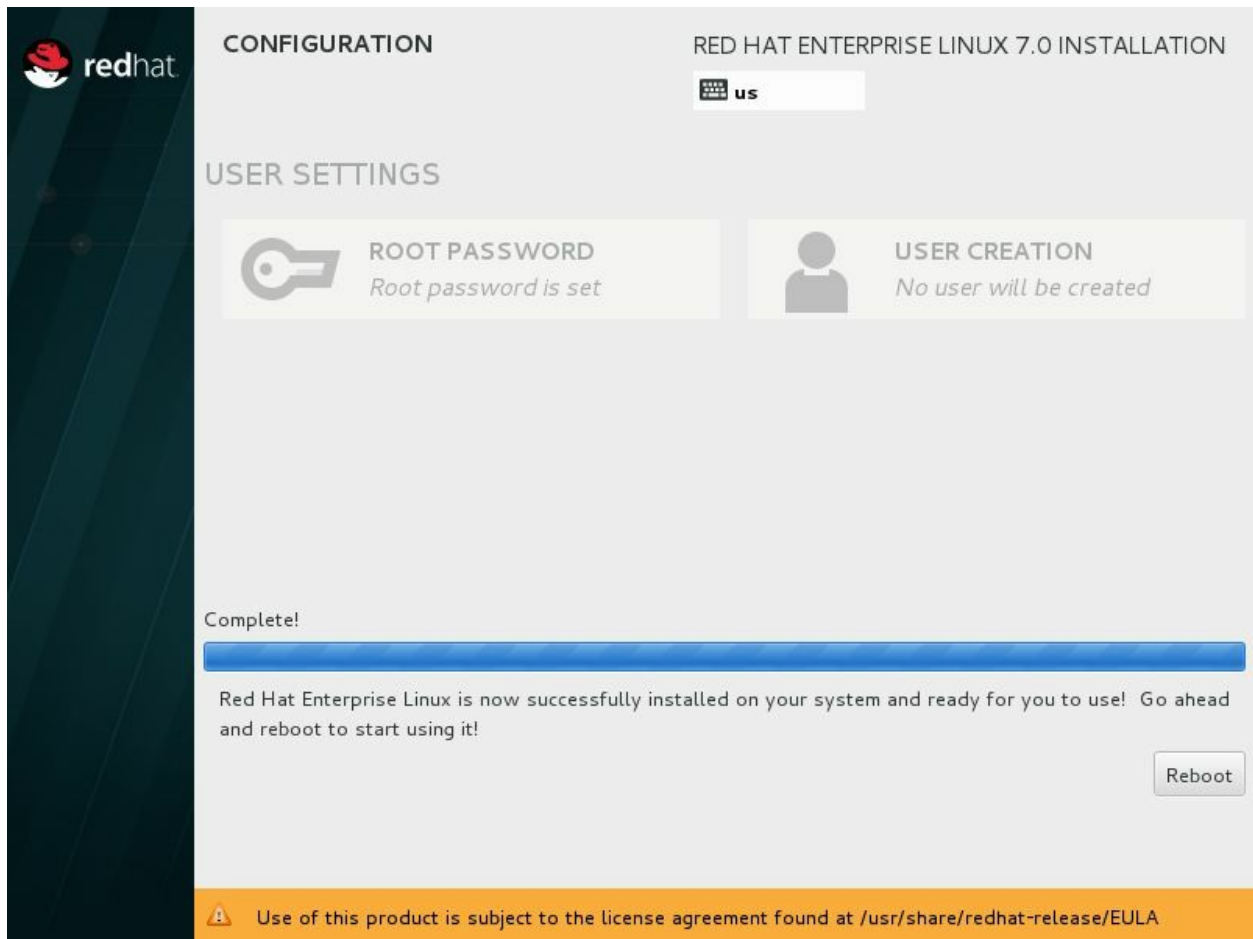 redhat.
CONFIGURATION
RED HAT ENTERPRISE LINUX 7.0 INSTALLATION
us
USER SETTINGS
ROOT PASSWORD
Root password is set
USER CREATION
No user will be created
Complete!
Red Hat Enterprise Linux is now successfully installed on your system and ready for you to use! Go ahead
and reboot to start using it!
Reboot
Use of this product is subject to the license agreement found at /usr/share/redhat-release/EULA